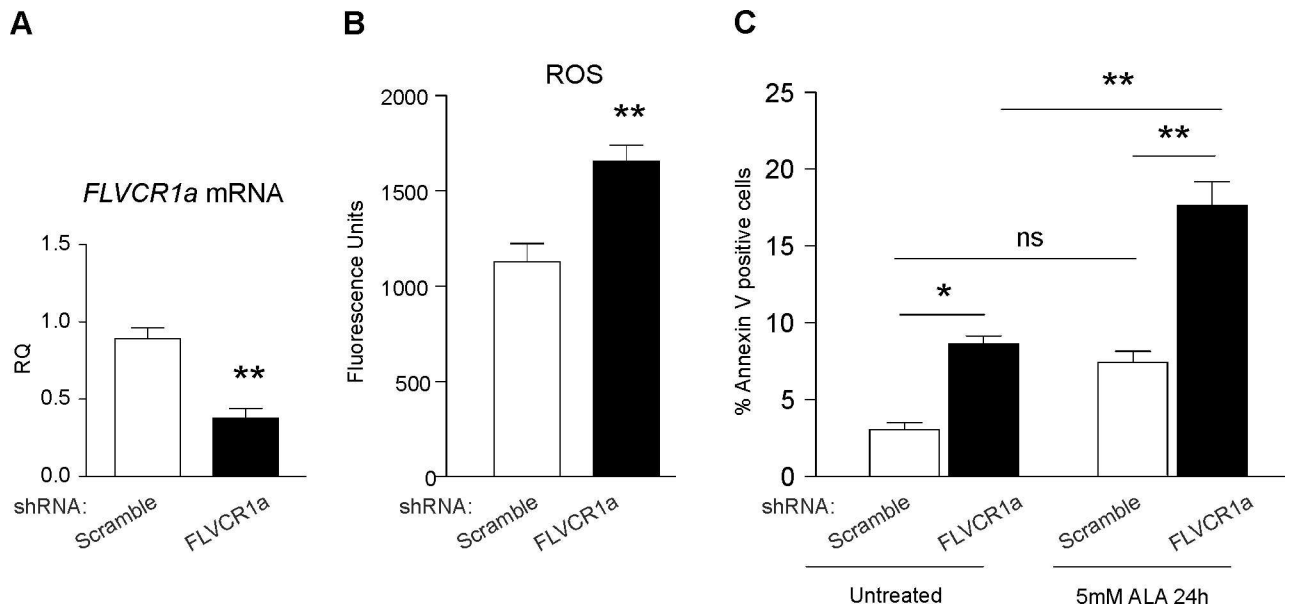 A
FLVCR1a mRNA
RQ
1.5
1.0
0.5
0.0
**
shRNA:
Scramble
FLVCR1a
B
ROS
Fluorescence Units
2000
1500
1000
500
0
**
shRNA:
Scramble
FLVCR1a
C
% Annexin V positive cells
25
20
15
10
5
0
**
**
ns
*
shRNA:
Scramble
FLVCR1a
Scramble
FLVCR1a
Untreated
5mM ALA 24h